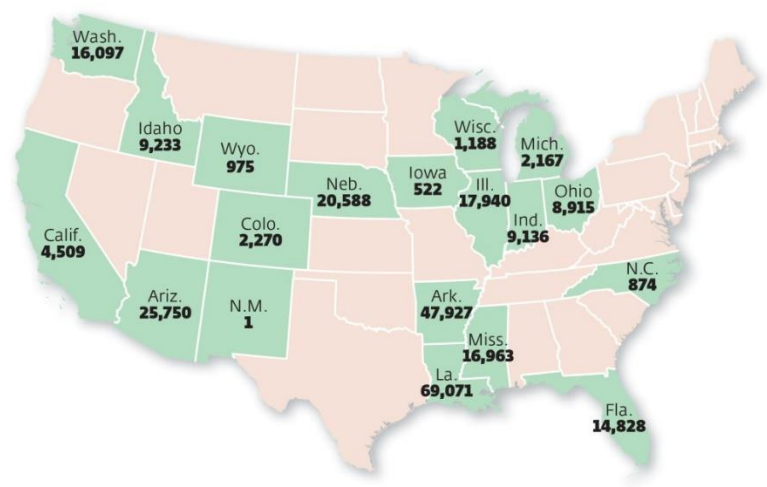 Wash.
16,097
Idaho
9,233
Wyo.
975
Neb.
20,588
Iowa
522
Wisc.
1,188
Mich.
2,167
Ill.
17,940
Ind.
9,136
Ohio
8,915
Calif.
4,509
Colo.
2,270
Ariz.
25,750
N.M.
1
Ark.
47,927
Miss.
16,963
La.
69,071
N.C.
874
Fla.
14,828